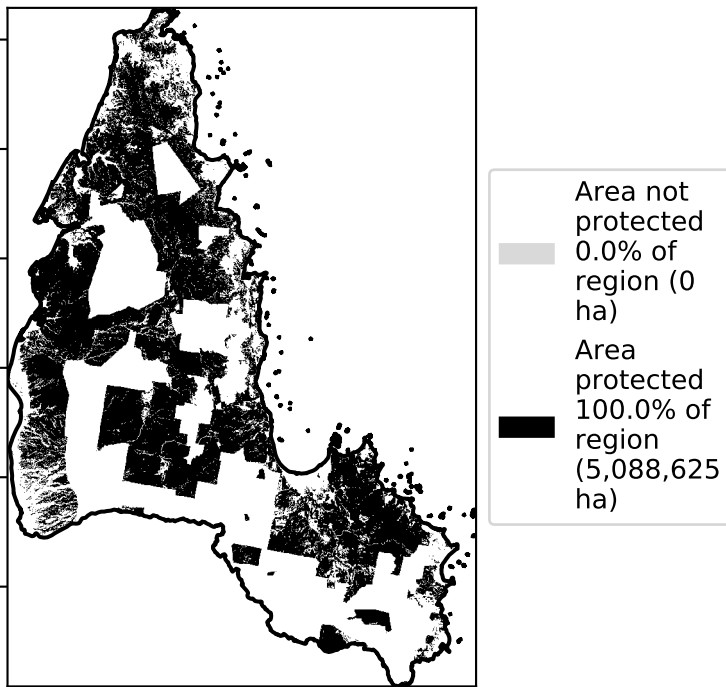 Area not
protected
0.0% of
region (0
ha)
Area
protected
100.0% of
region
(5,088,625
ha)